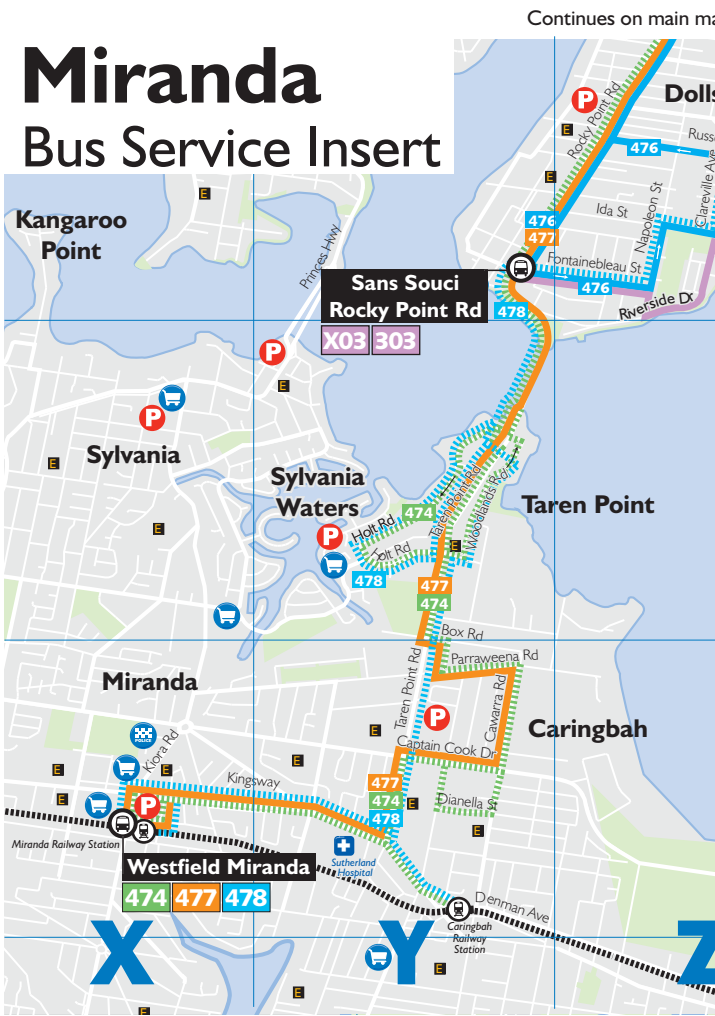 Continues on main ma
Miranda
Bus Service Insert
Dolls
P
Rocky Point Rd
E
Russ
476
E
Clareville Ave
Napoleon St
Ida St
E
Kangaroo
Point
476
477
Princes Hwy
Fontainebleau St
476
Sans Souci
Rocky Point Rd
Riverside Dr
478
X03 303
P
E
P
Sylvania
E
Sylvania
Waters
Taren Point Rd
Woodlands Rd
Taren Point
474
Holt Rd
P
Holt Rd
E
E
478
477
474
Box Rd
Parraweena Rd
Miranda
Taren Point Rd
Cawarra Rd
P
Caringbah
E
POLICE
Kiora Rd
Captain Cook Dr
E
E
E
Kingsway
477
474
478
E
Dianella St
E
P
E
Miranda Railway Station
Sutherland
Hospital
Westfield Miranda
474 477 478
Denman Ave
Caringbah
Railway
Station
X
Y
Z
E
E
E